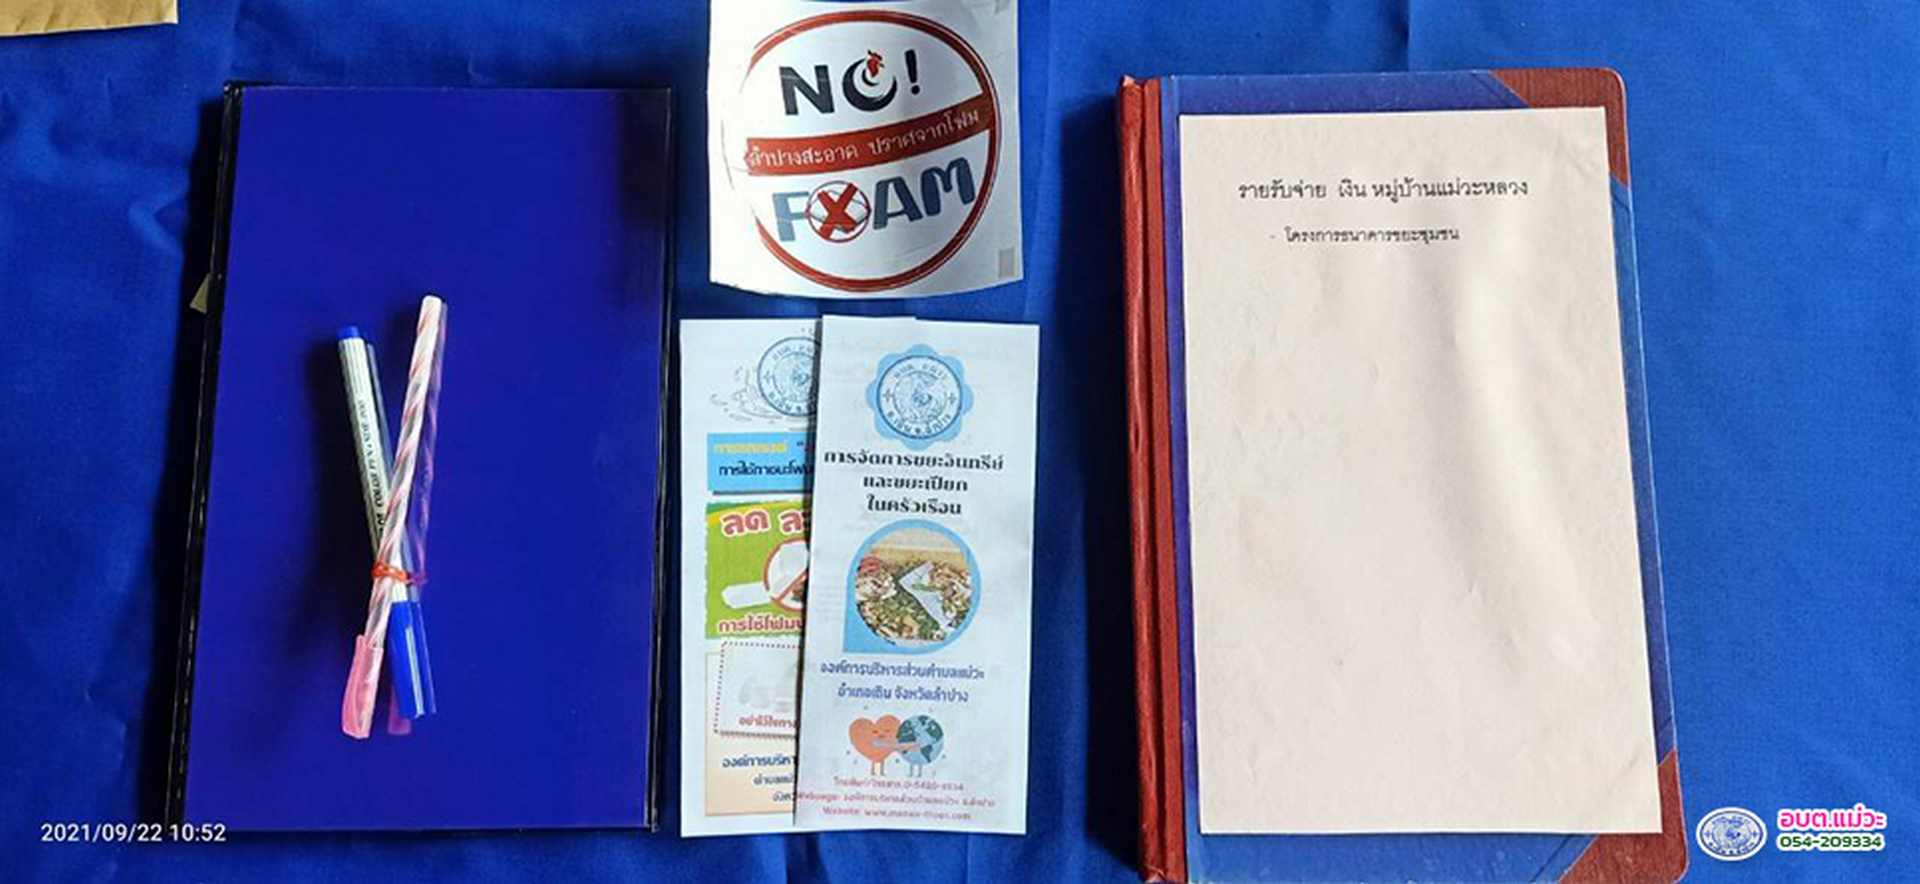 NO!
ลำปางสะอาด ปราศจากโฟม
FOAM
รายรับจ่าย เงิน หมู่บ้านแม่วะหลวง
- โครงการธนาคารขยะชุมชน
การใช้ภาชนะโฟม
ลด ละ
การใช้โฟม
องค์การบริหา
การจัดการขยะอินทรีย์
และขยะเปียก
ในครัวเรือน
องค์การบริหารส่วนตำบลแม่วะ
อำเภอเถิน จังหวัดลำปาง
2021/09/22 10:52
อบต.แม่วะ
054-209334